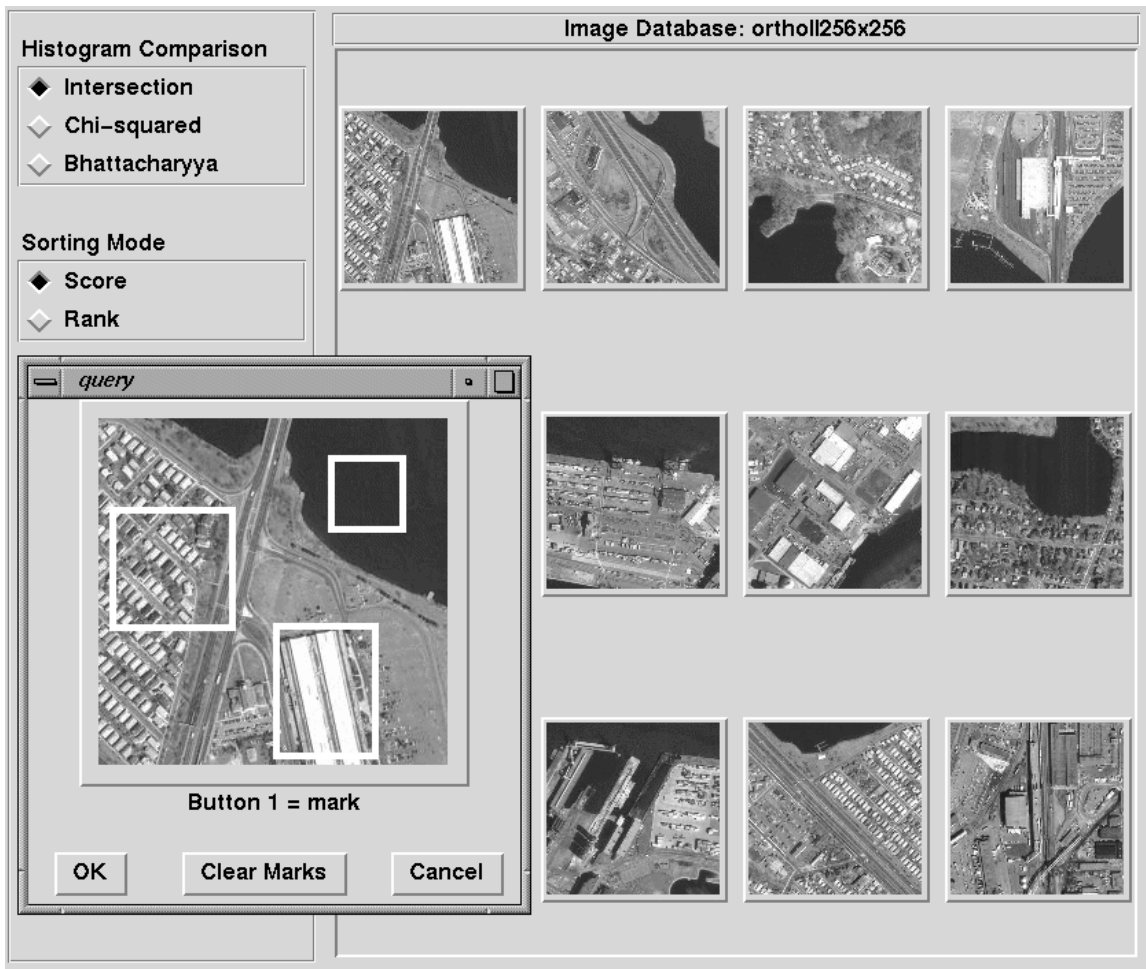 Image Database: ortholl256x256
Histogram Comparison
Intersection
Chi-squared
Bhattacharyya
Sorting Mode
Score
Rank
query
Button 1 = mark
OK
Clear Marks
Cancel